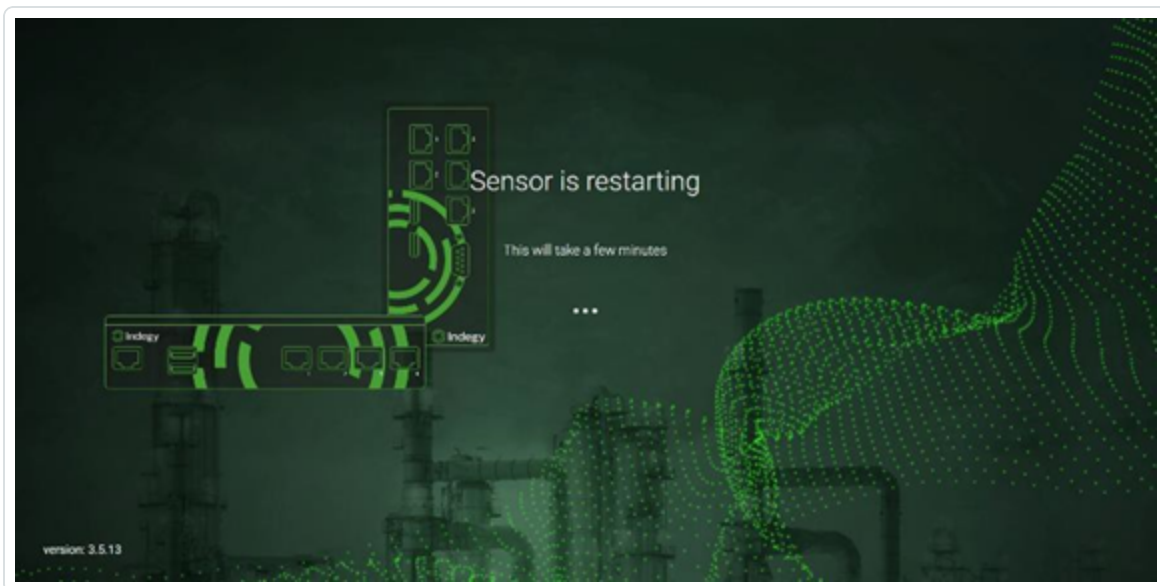 Sensor is restarting
This will take a few minutes
...
Indegy
Indegy
version: 3.5.13